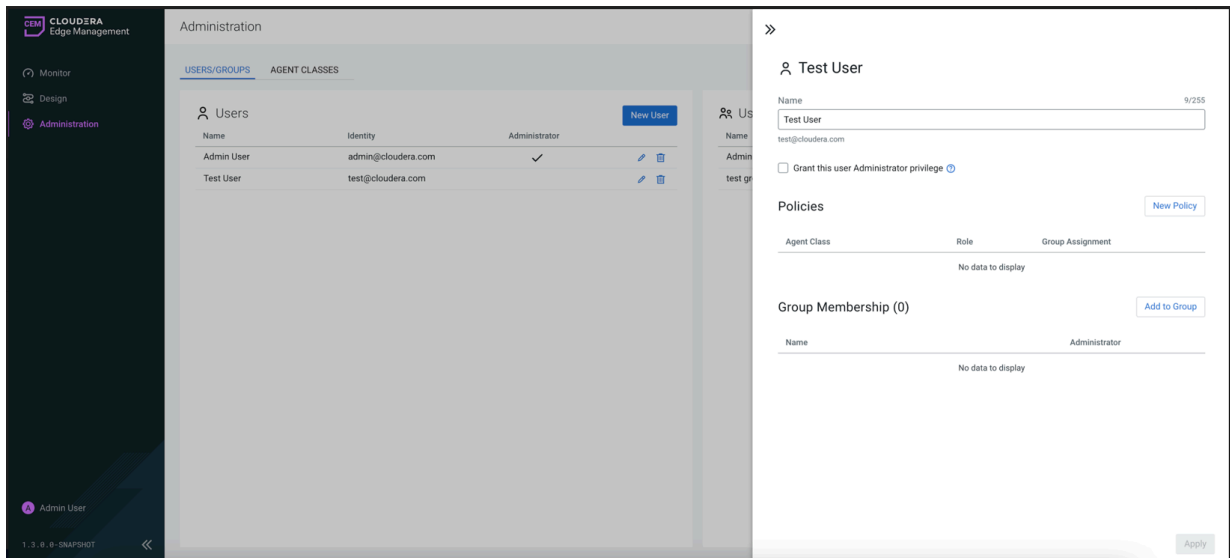 CEM CLOUDERA
Edge Management
Monitor
Design
Administration
Admin User
1.3.0.0-SNAPSHOT
Administration
USERS/GROUPS AGENT CLASSES
Users
New User
Name Identity Administrator
Admin User admin@cloudera.com
Test User test@cloudera.com
Us
Name
Admin
test gr
Test User
Name 9/255
Test User
test@cloudera.com
Grant this user Administrator privilege
Policies New Policy
Agent Class Role Group Assignment
No data to display
Group Membership (0) Add to Group
Name Administrator
No data to display
Apply